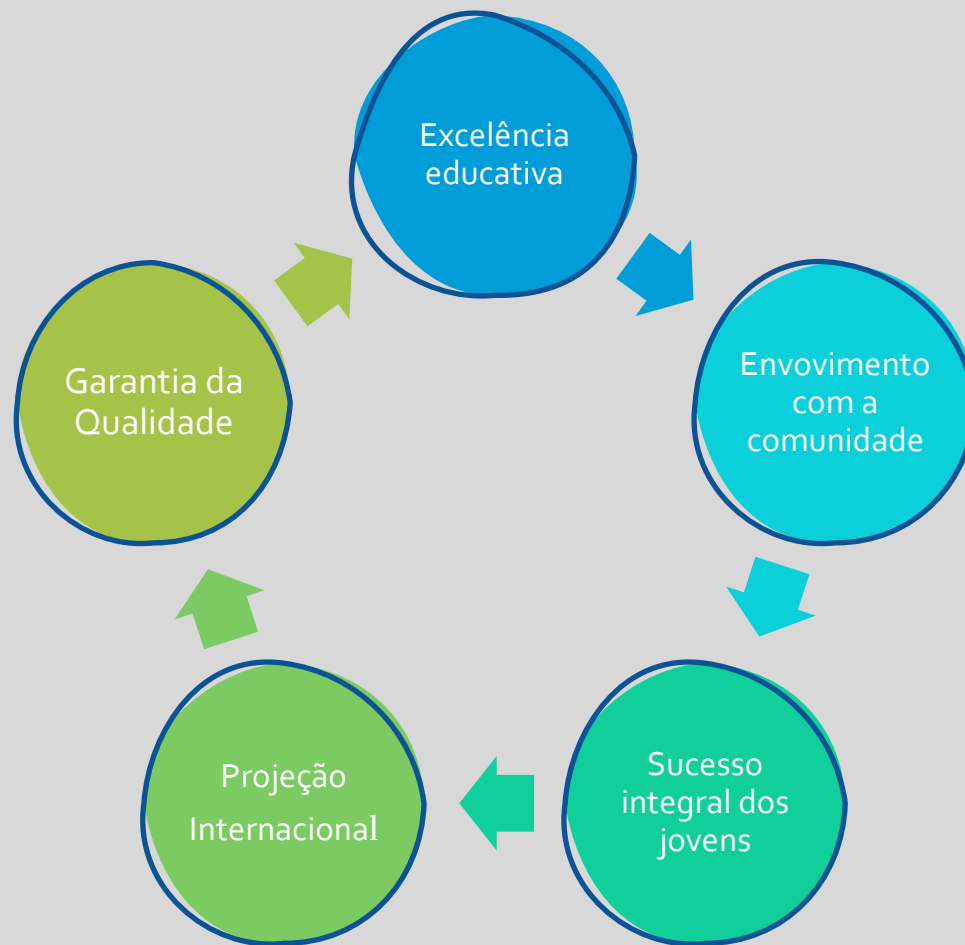 Excelência
educativa
Envovimento
com a
comunidade
Sucesso
integral dos
jovens
Projeção
Internacional
Garantia da
Qualidade